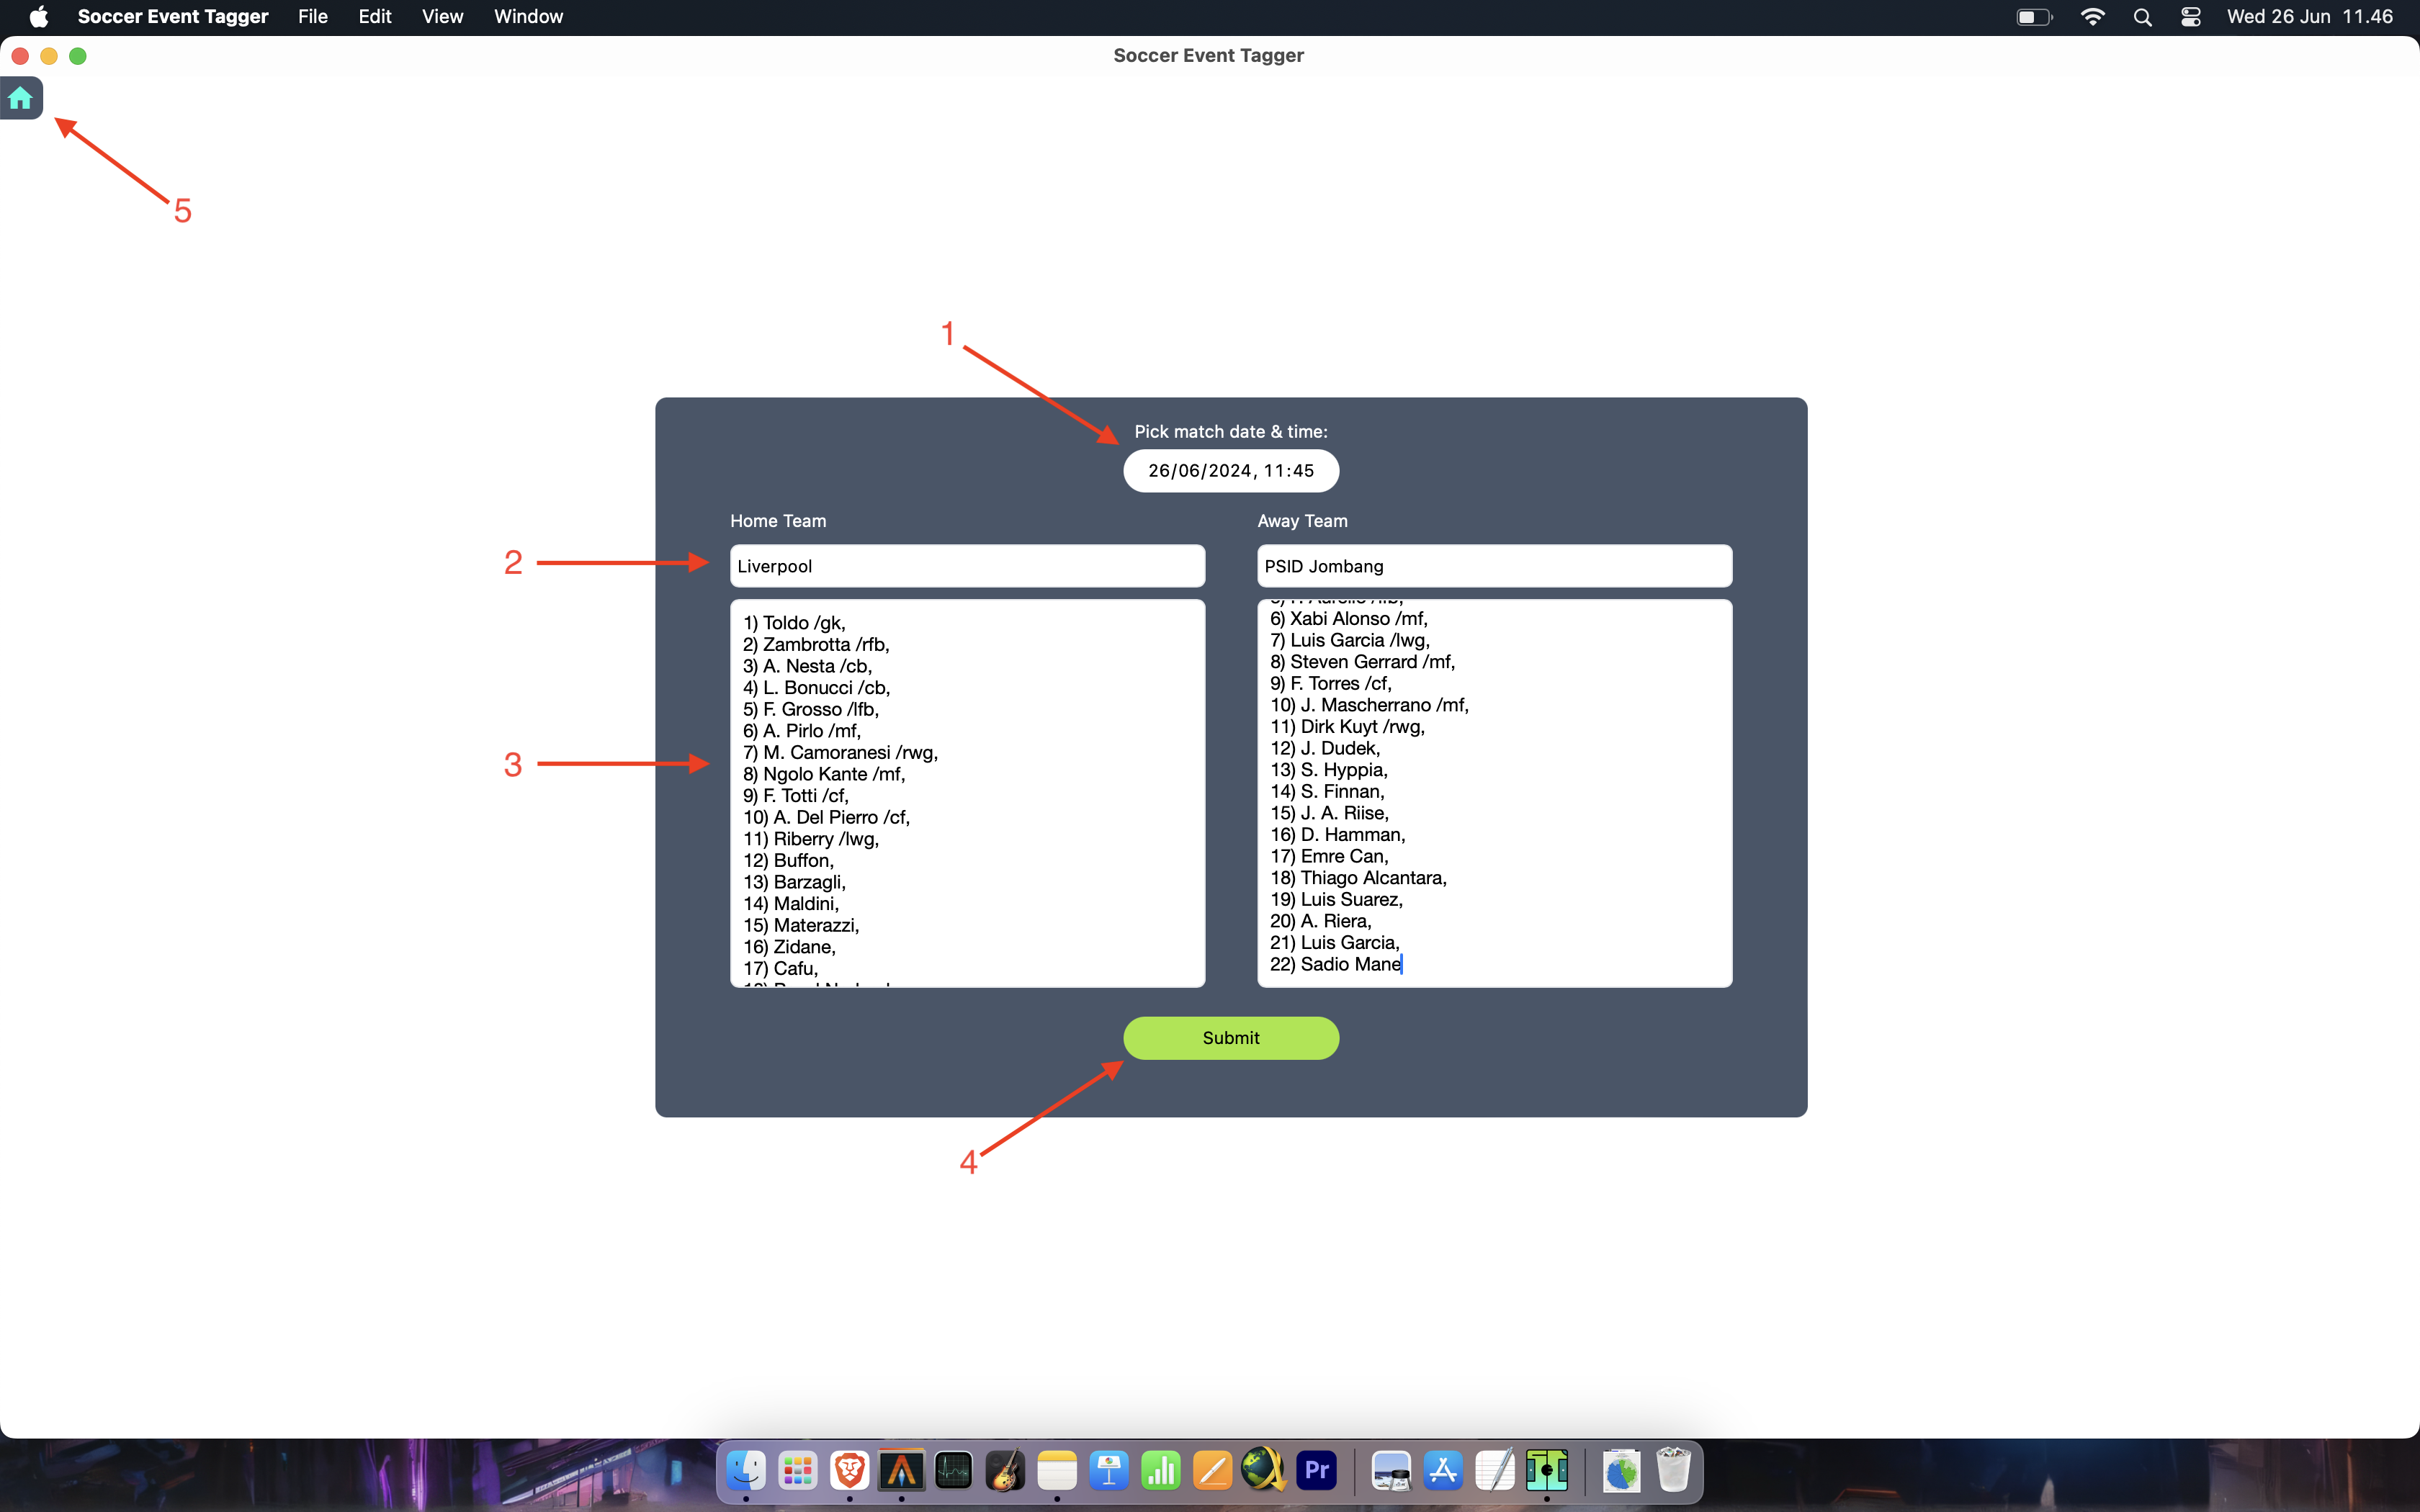 Soccer Event Tagger File Edit View Window Wed 26 Jun 11.46
Soccer Event Tagger
5
1
Pick match date & time:
26/06/2024, 11:45
Home Team
Away Team
2
Liverpool
PSID Jombang
3
1) Toldo /gk,
2) Zambrotta /rfb,
3) A. Nesta /cb,
4) L. Bonucci /cb,
5) F. Grosso /lfb,
6) A. Pirlo /mf,
7) M. Camoranesi /rwg,
8) Ngolo Kante /mf,
9) F. Totti /cf,
10) A. Del Pierro /cf,
11) Riberry /lwg,
12) Buffon,
13) Barzagli,
14) Maldini,
15) Materazzi,
16) Zidane,
17) Cafu,
6) Xabi Alonso /mf,
7) Luis Garcia /lwg,
8) Steven Gerrard /mf,
9) F. Torres /cf,
10) J. Mascherrano /mf,
11) Dirk Kuyt /rwg,
12) J. Dudek,
13) S. Hyppia,
14) S. Finnan,
15) J. A. Riise,
16) D. Hamman,
17) Emre Can,
18) Thiago Alcantara,
19) Luis Suarez,
20) A. Riera,
21) Luis Garcia,
22) Sadio Mane
Submit
4
Pr